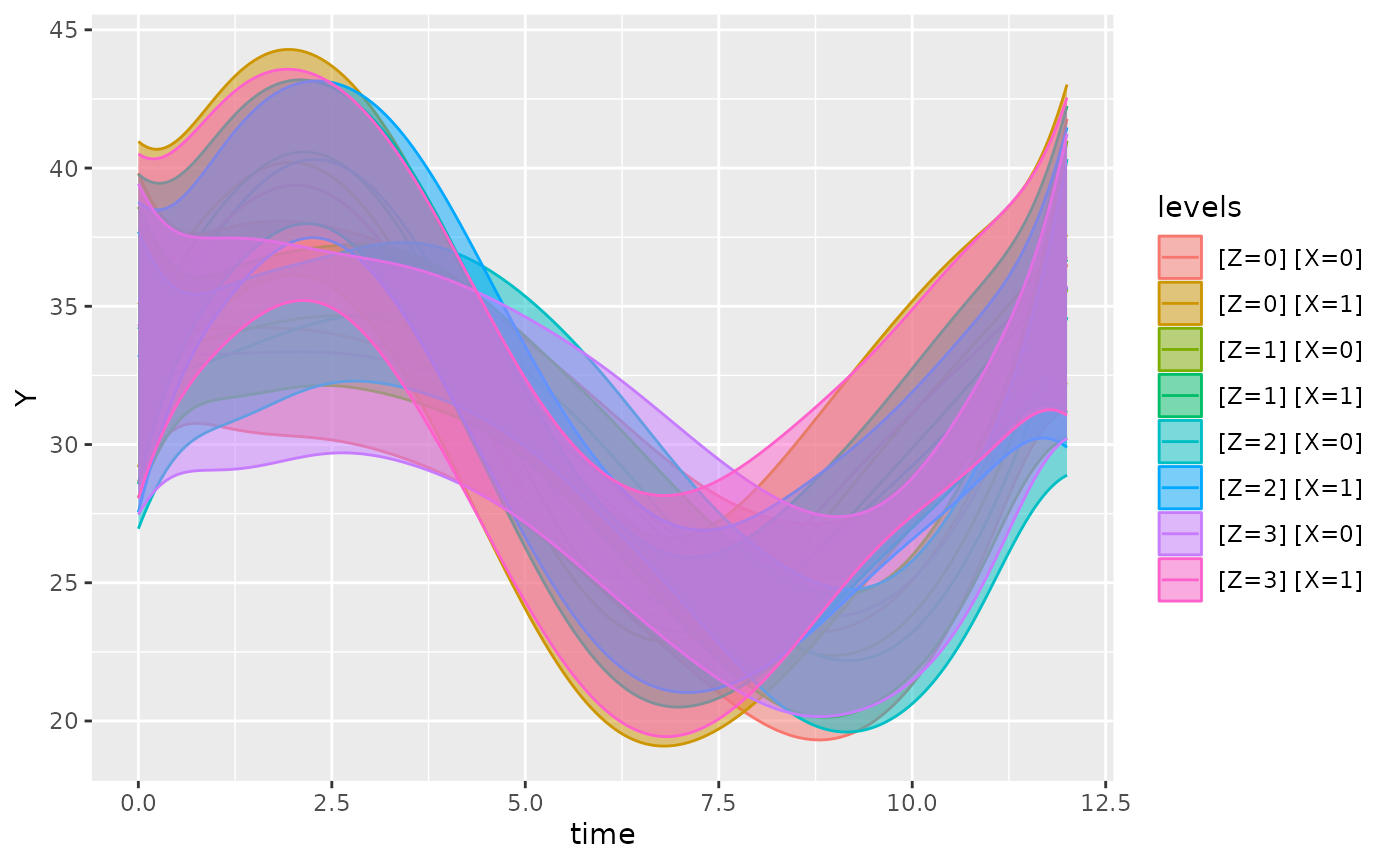 45
40
35
30
25
20
Y
0.0 2.5 5.0 7.5 10.0 12.5
time
levels
[Z=0] [X=0]
[Z=0] [X=1]
[Z=1] [X=0]
[Z=1] [X=1]
[Z=2] [X=0]
[Z=2] [X=1]
[Z=3] [X=0]
[Z=3] [X=1]